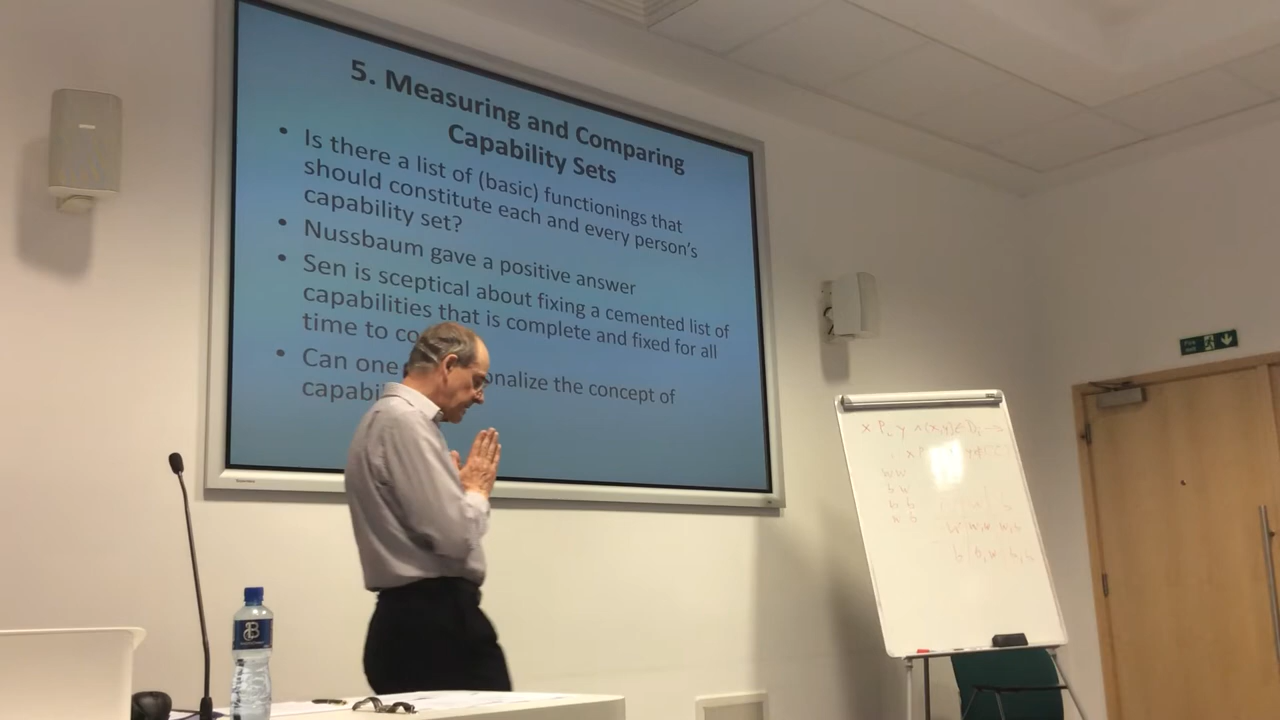 5. Measuring and Comparing
Capability Sets
• Is there a list of (basic) functionings that
should constitute each and every person's
capability set?
• Nussbaum gave a positive answer
• Sen is sceptical about fixing a cemented list of
capabilities that is complete and fixed for all
time to co
• Can one onalize the concept of
capabi
B
x P y ∧ (x,y) ∈ D →
x P
w w
b w
b b
w b